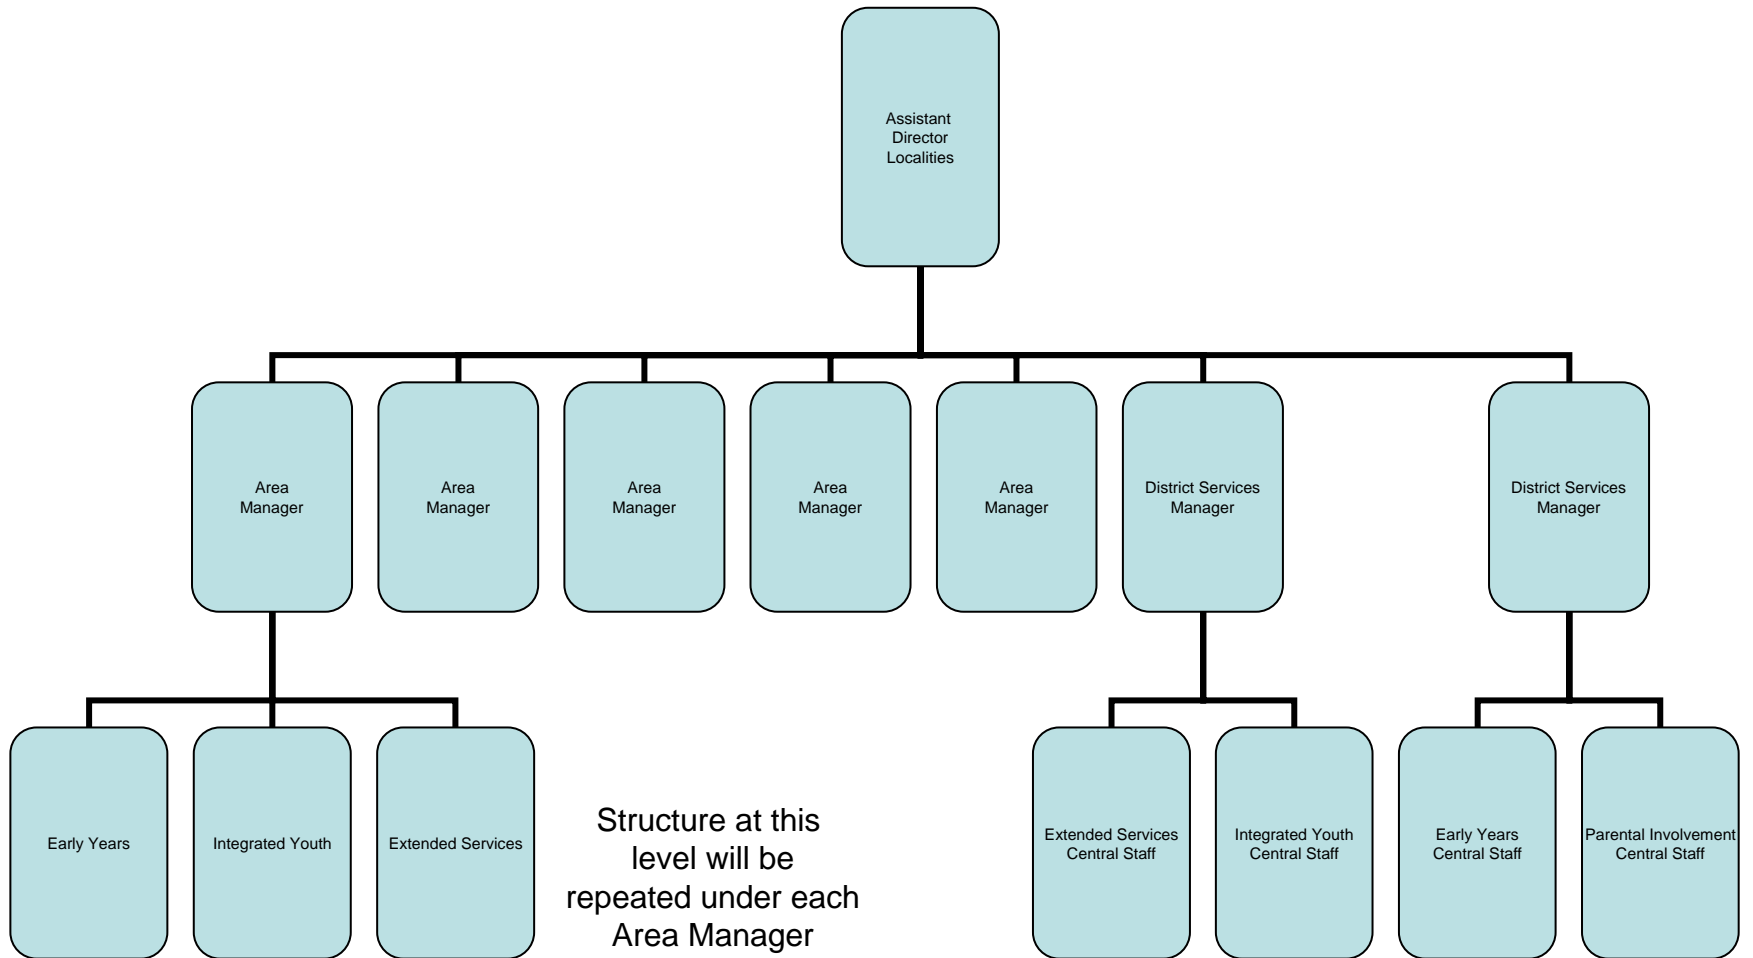 Assistant
Director
Localities
Area
Manager
Area
Manager
Area
Manager
Area
Manager
Area
Manager
District Services
Manager
District Services
Manager
Early Years
Integrated Youth
Extended Services
Structure at this
level will be
repeated under each
Area Manager
Extended Services
Central Staff
Integrated Youth
Central Staff
Early Years
Central Staff
Parental Involvement
Central Staff